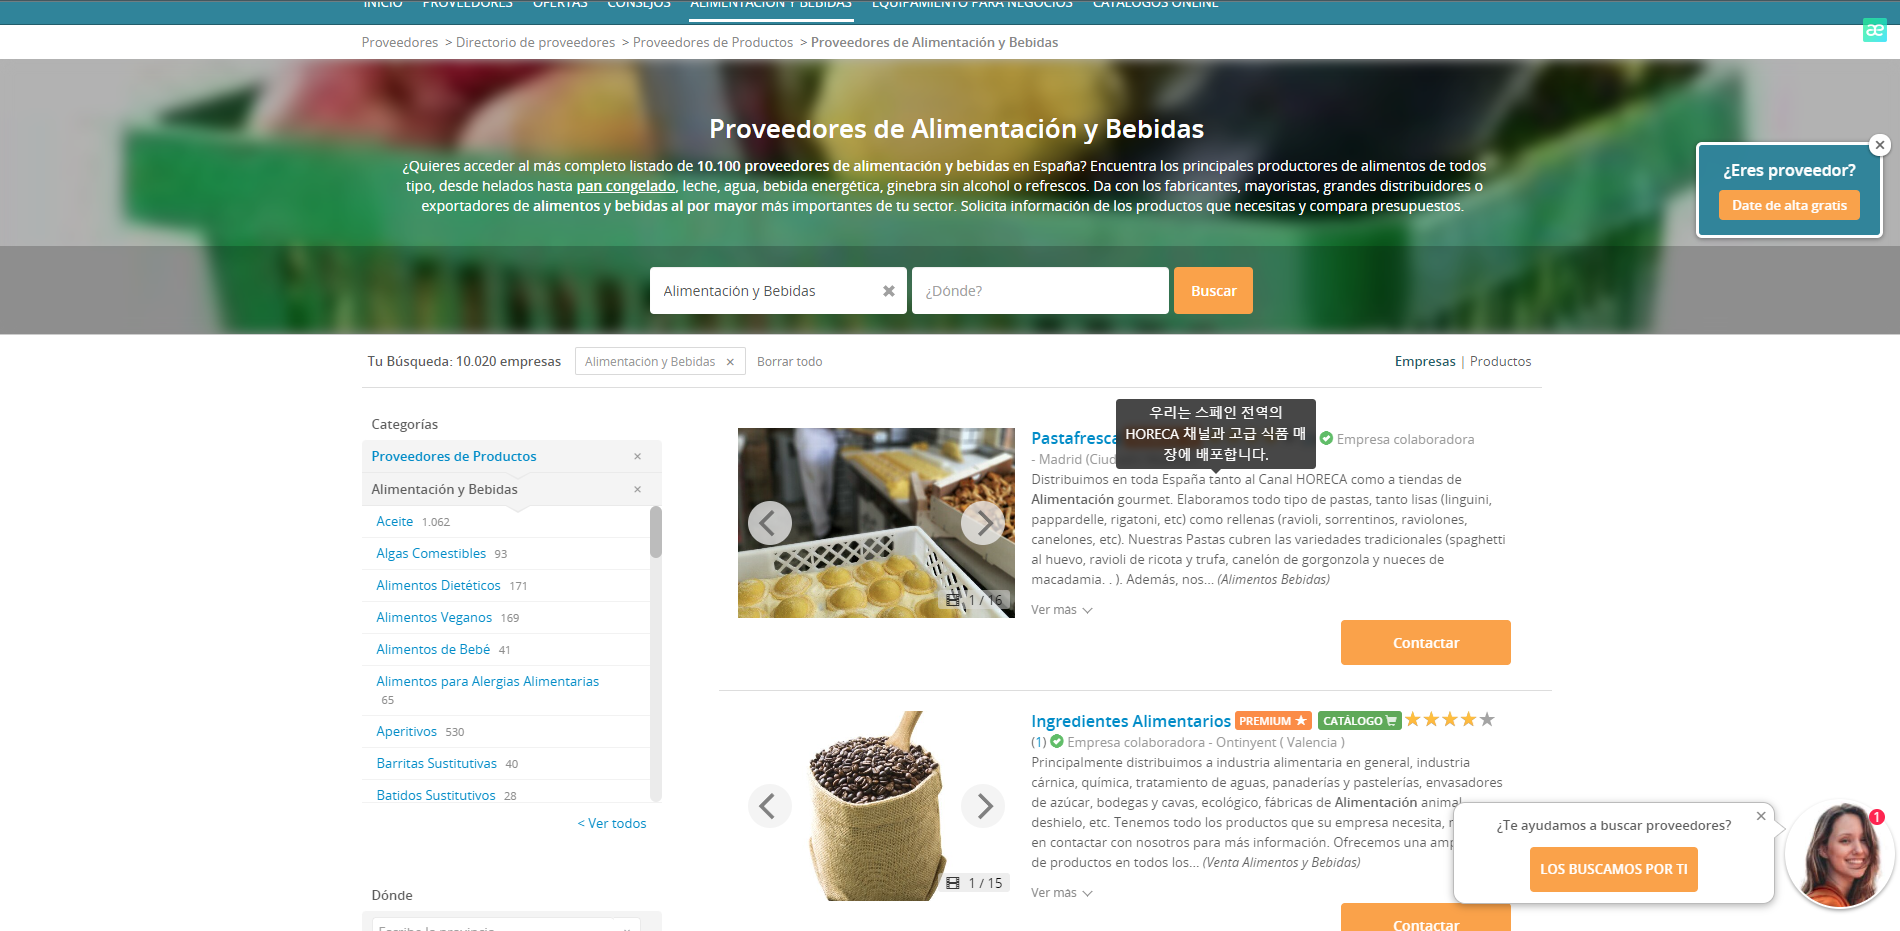 INICIO PROVEEDORES OFERTAS CONSEJOS ALIMENTACIÓN Y BEBIDAS EQUIPAMIENTO PARA NEGOCIOS CATÁLOGOS ONLINE
æ
Proveedores > Directorio de proveedores > Proveedores de Productos > Proveedores de Alimentación y Bebidas
Proveedores de Alimentación y Bebidas
¿Quieres acceder al más completo listado de 10.100 proveedores de alimentación y bebidas en España? Encuentra los principales productores de alimentos de todos
tipo, desde helados hasta pan congelado, leche, agua, bebida energética, ginebra sin alcohol o refrescos. Da con los fabricantes, mayoristas, grandes distribuidores o
exportadores de alimentos y bebidas al por mayor más importantes de tu sector. Solicita información de los productos que necesitas y compara presupuestos.
¿Eres proveedor?
Date de alta gratis
Alimentación y Bebidas ✖ ¿Dónde? Buscar
Tu Búsqueda: 10.020 empresas Alimentación y Bebidas × Borrar todo Empresas | Productos
Categorías
Proveedores de Productos ×
Alimentación y Bebidas ×
Aceite 1.062
Algas Comestibles 93
Alimentos Dietéticos 171
Alimentos Veganos 169
Alimentos de Bebé 41
Alimentos para Alergias Alimentarias
65
Aperitivos 530
Barritas Sustitutivas 40
Batidos Sustitutivos 28
< Ver todos
Dónde
Escribe la provincia
1 / 16
우리는 스페인 전역의
HORECA 채널과 고급 식품 매
장에 배포합니다.
Pastafresca Empresa colaboradora
- Madrid
Distribuimos en toda España tanto al Canal HORECA como a tiendas de
Alimentación gourmet. Elaboramos todo tipo de pastas, tanto lisas (linguini,
pappardelle, rigatoni, etc) como rellenas (ravioli, sorrentinos, raviolones,
canelones, etc). Nuestras Pastas cubren las variedades tradicionales (spaghetti
al huevo, ravioli de ricota y trufa, canelón de gorgonzola y nueces de
macadamia. . ). Además, nos... (Alimentos Bebidas)
Ver más
Contactar
1 / 15
Ingredientes Alimentarios PREMIUM ★ CATÁLOGO
(1) Empresa colaboradora - Ontinyent ( Valencia )
Principalmente distribuimos a industria alimentaria en general, industria
cárnica, química, tratamiento de aguas, panaderías y pastelerías, envasadores
de azúcar, bodegas y cavas, ecológico, fábricas de Alimentación animal
deshielo, etc. Tenemos todo los productos que su empresa necesita,
en contactar con nosotros para más información. Ofrecemos una
de productos en todos los... (Venta Alimentos y Bebidas)
Ver más
Contactar
¿Te ayudamos a buscar proveedores?
LOS BUSCAMOS POR TI
1